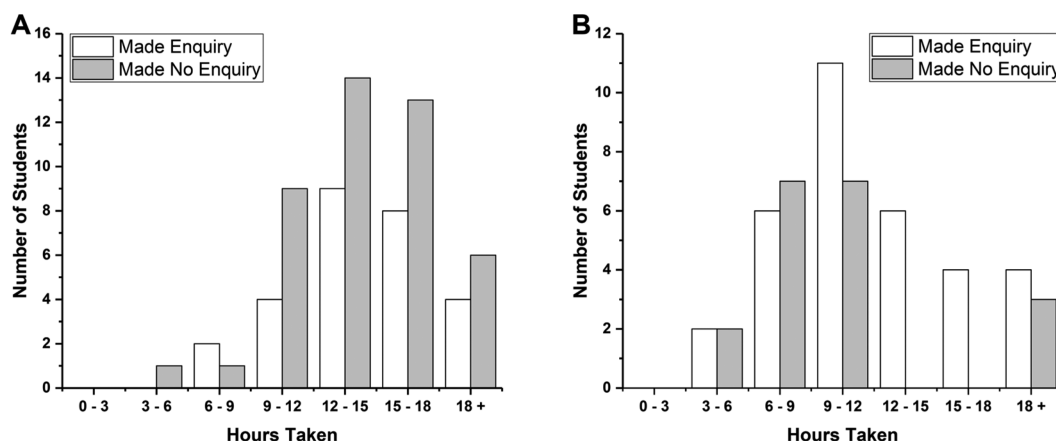 A
Made Enquiry
Made No Enquiry
Number of Students
16
14
12
10
8
6
4
2
0
0 - 3 3 - 6 6 - 9 9 - 12 12 - 15 15 - 18 18 +
Hours Taken
B
Made Enquiry
Made No Enquiry
Number of Students
12
10
8
6
4
2
0
0 - 3 3 - 6 6 - 9 9 - 12 12 - 15 15 - 18 18 +
Hours Taken